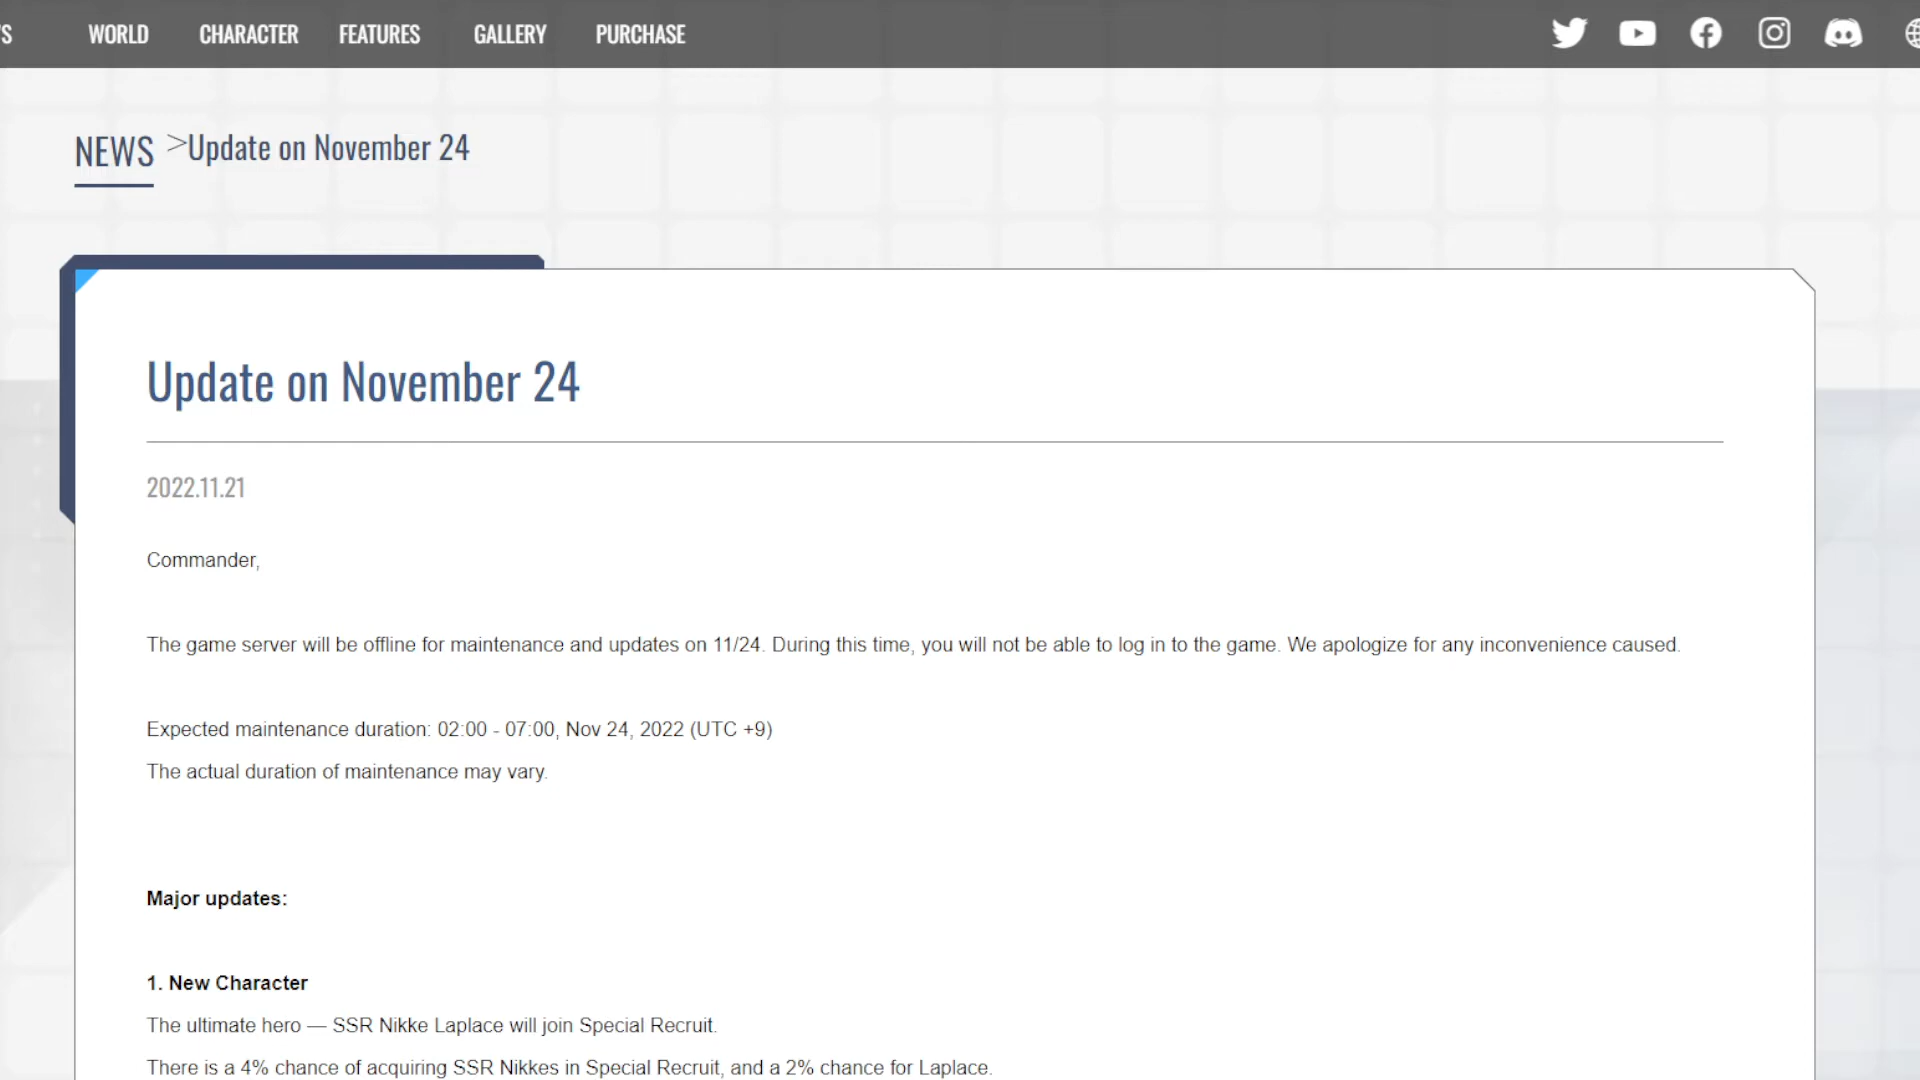 S WORLD CHARACTER FEATURES GALLERY PURCHASE
NEWS >Update on November 24
Update on November 24
2022.11.21
Commander,
The game server will be offline for maintenance and updates on 11/24. During this time, you will not be able to log in to the game. We apologize for any inconvenience caused.
Expected maintenance duration: 02:00 - 07:00, Nov 24, 2022 (UTC +9)
The actual duration of maintenance may vary.
Major updates:
1. New Character
The ultimate hero — SSR Nikke Laplace will join Special Recruit.
There is a 4% chance of acquiring SSR Nikkes in Special Recruit, and a 2% chance for Laplace.